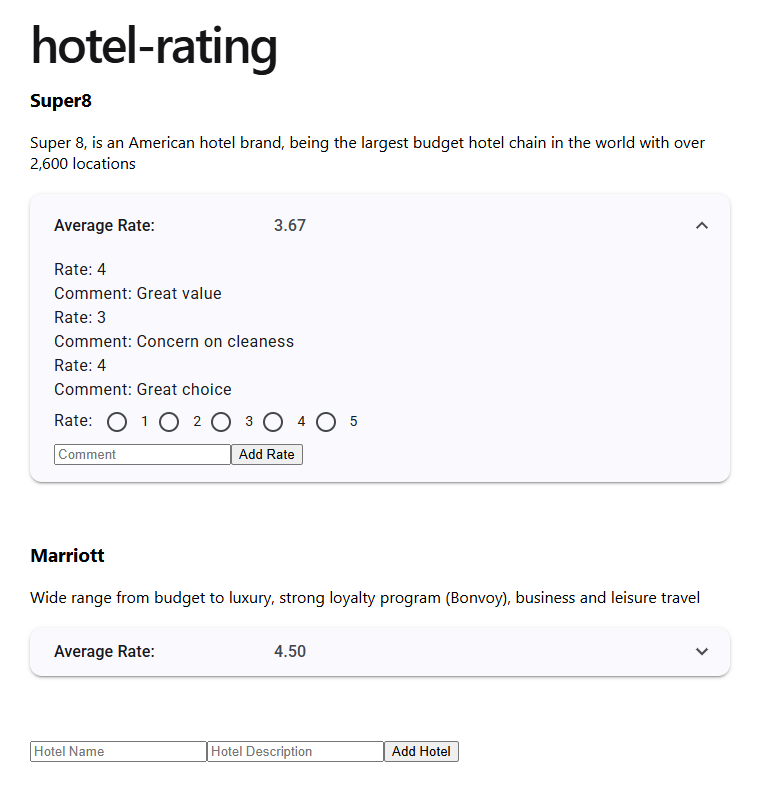 hotel-rating
Super8
Super 8, is an American hotel brand, being the largest budget hotel chain in the world with over
2,600 locations
Average Rate: 3.67
Rate: 4
Comment: Great value
Rate: 3
Comment: Concern on cleaness
Rate: 4
Comment: Great choice
Rate: 1 2 3 4 5
Comment Add Rate
Marriott
Wide range from budget to luxury, strong loyalty program (Bonvoy), business and leisure travel
Average Rate: 4.50
Hotel Name Hotel Description Add Hotel